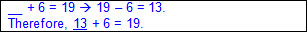 __ + 6 = 19 → 19 – 6 = 13.
Therefore, 13 + 6 = 19.